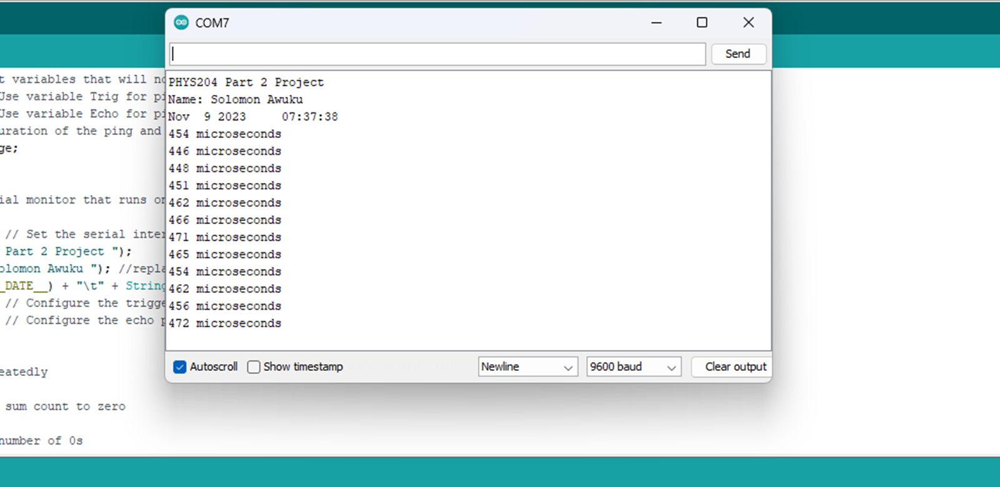 COM7
Send
PHYS204 Part 2 Project
Name: Solomon Awuku
Nov  9 2023     07:37:38
454 microseconds
446 microseconds
448 microseconds
451 microseconds
462 microseconds
466 microseconds
471 microseconds
465 microseconds
454 microseconds
462 microseconds
456 microseconds
472 microseconds
Autoscroll Show timestamp Newline 9600 baud Clear output
t variables that will
Use variable Trig for
Use variable Echo for
uration of the ping and
ge;
ial monitor that runs
// Set the serial
Part 2 Project ");
olomon Awuku "); //
_DATE__) + "\t" + String
// Configure the
// Configure the echo
eatedly
sum count to zero
number of 0s